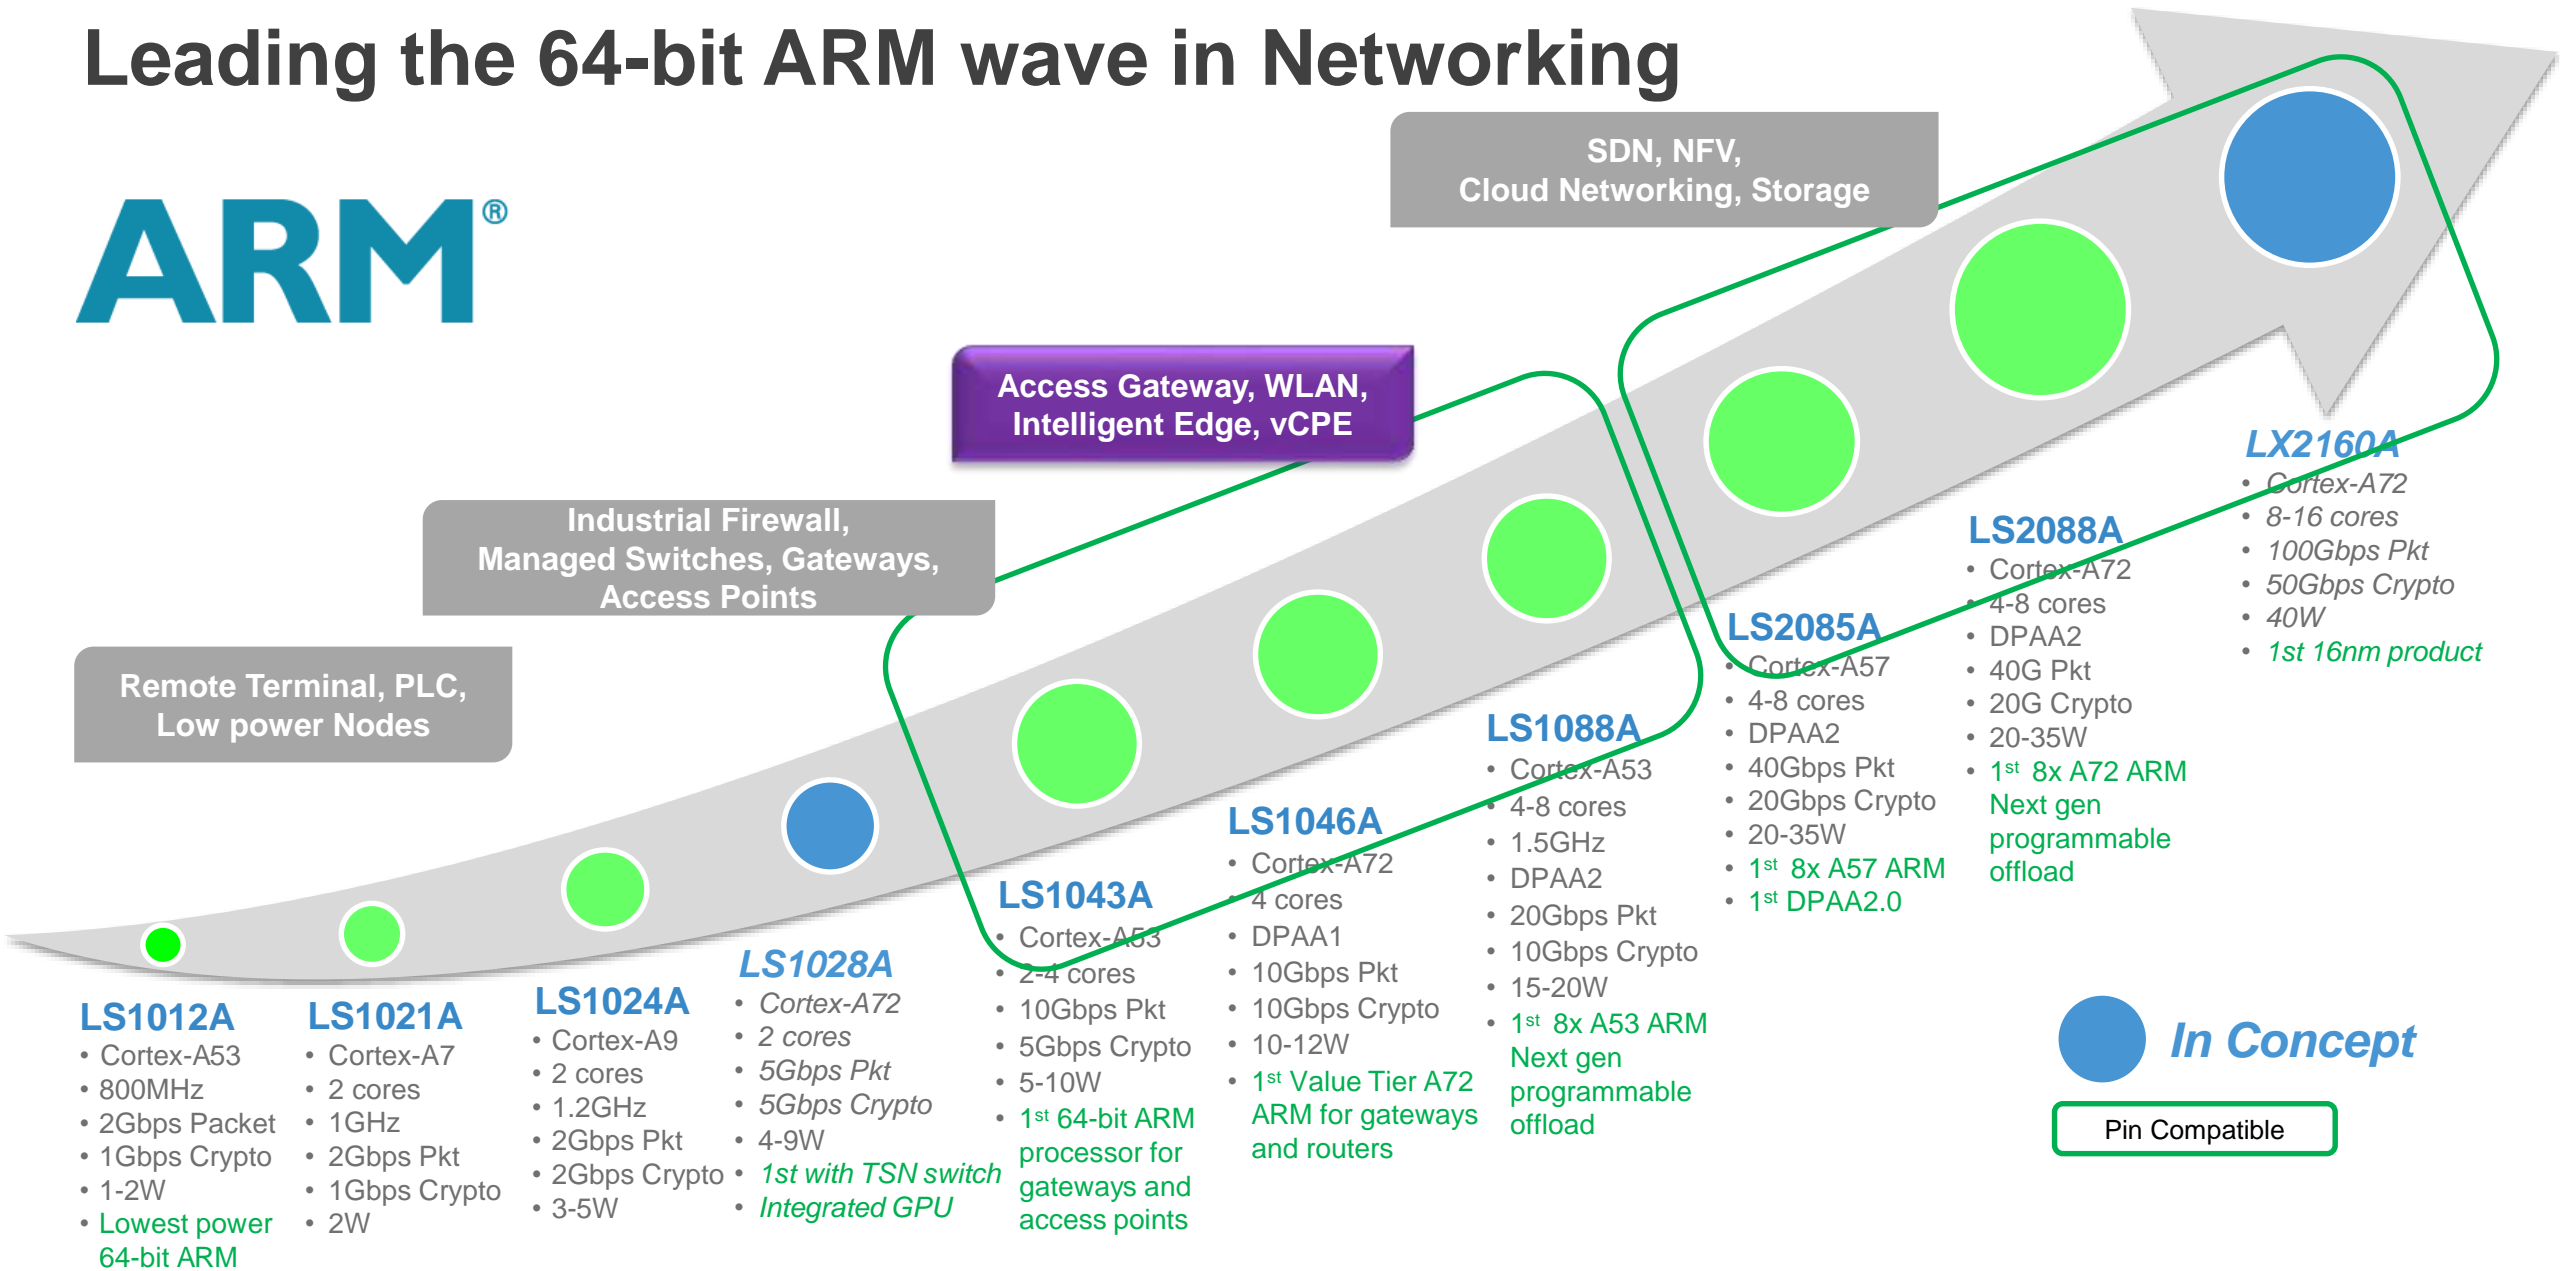 Leading the 64-bit ARM wave in Networking
ARM®
SDN, NFV,
Cloud Networking, Storage
Access Gateway, WLAN,
Intelligent Edge, vCPE
Industrial Firewall,
Managed Switches, Gateways,
Access Points
Remote Terminal, PLC,
Low power Nodes
LS1012A
• Cortex-A53
• 800MHz
• 2Gbps Packet
• 1Gbps Crypto
• 1-2W
• Lowest power
64-bit ARM
LS1021A
• Cortex-A7
• 2 cores
• 1GHz
• 2Gbps Pkt
• 1Gbps Crypto
• 2W
LS1024A
• Cortex-A9
• 2 cores
• 1.2GHz
• 2Gbps Pkt
• 2Gbps Crypto
• 3-5W
LS1028A
• Cortex-A72
• 2 cores
• 5Gbps Pkt
• 5Gbps Crypto
• 4-9W
• 1st with TSN switch
• Integrated GPU
LS1043A
• Cortex-A53
• 2-4 cores
• 10Gbps Pkt
• 5Gbps Crypto
• 5-10W
• 1st 64-bit ARM
processor for
gateways and
access points
LS1046A
• Cortex-A72
• 4 cores
• DPAA1
• 10Gbps Pkt
• 10Gbps Crypto
• 10-12W
• 1st Value Tier A72
ARM for gateways
and routers
LS1088A
• Cortex-A53
• 4-8 cores
• 1.5GHz
• DPAA2
• 20Gbps Pkt
• 10Gbps Crypto
• 15-20W
• 1st 8x A53 ARM
Next gen
programmable
offload
LS2085A
• Cortex-A57
• 4-8 cores
• DPAA2
• 40Gbps Pkt
• 20Gbps Crypto
• 20-35W
• 1st 8x A57 ARM
• 1st DPAA2.0
LS2088A
• Cortex-A72
• 4-8 cores
• DPAA2
• 40G Pkt
• 20G Crypto
• 20-35W
• 1st 8x A72 ARM
Next gen
programmable
offload
LX2160A
• Cortex-A72
• 8-16 cores
• 100Gbps Pkt
• 50Gbps Crypto
• 40W
• 1st 16nm product
In Concept
Pin Compatible